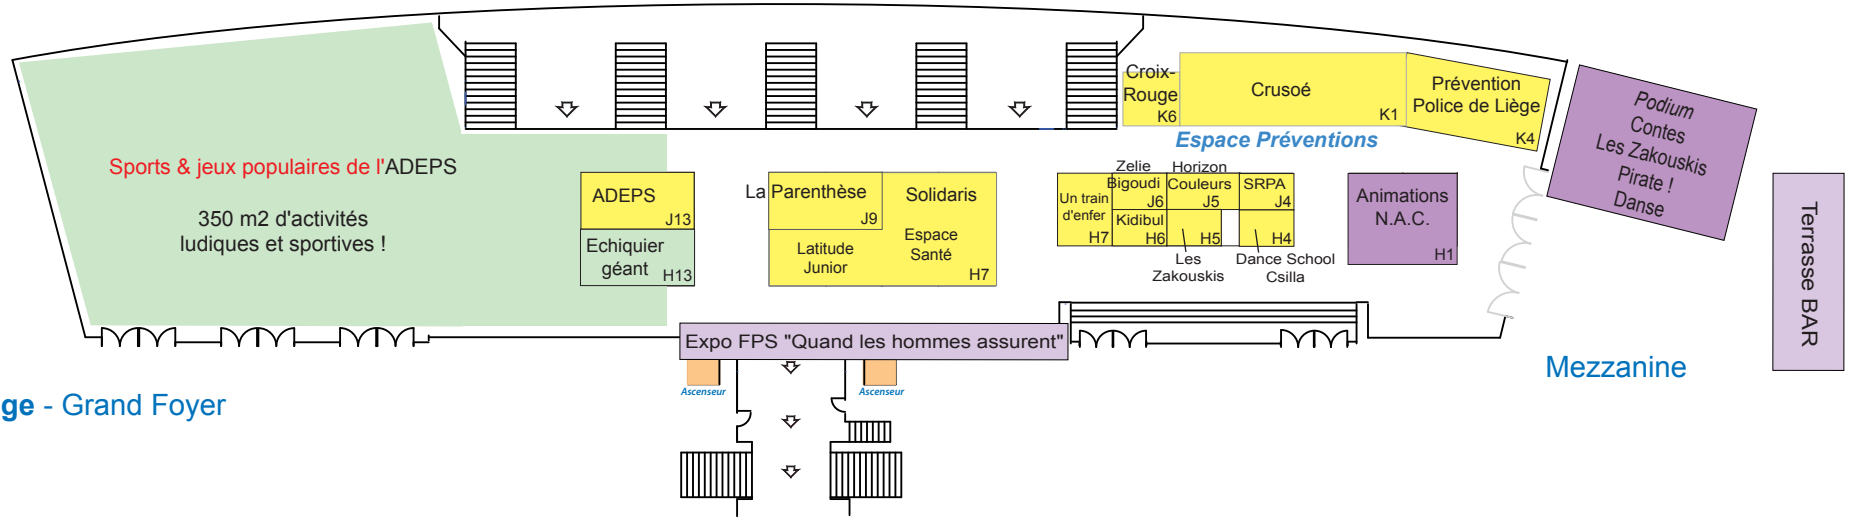 Sports & jeux populaires de l'ADEPS
350 m2 d'activités
ludiques et sportives !
ge - Grand Foyer
ADEPS
J13
Echiquier
géant
H13
La Parenthèse
J9
Solidaris
Latitude
Junior
Espace
Santé
H7
Expo FPS "Quand les hommes assurent"
Ascenseur
Ascenseur
Croix-
Rouge
K6
Crusoé
K1
Prévention
Police de Liège
K4
Espace Préventions
Un train
d'enfer
H7
Zelie
Bigoudi
J6
Horizon
Couleurs
J5
SRPA
J4
Kidibul
H6
H5
Les
Zakouskis
H4
Dance School
Csilla
Animations
N.A.C.
H1
Podium
Contes
Les Zakouskis
Pirate !
Danse
Terrasse BAR
Mezzanine